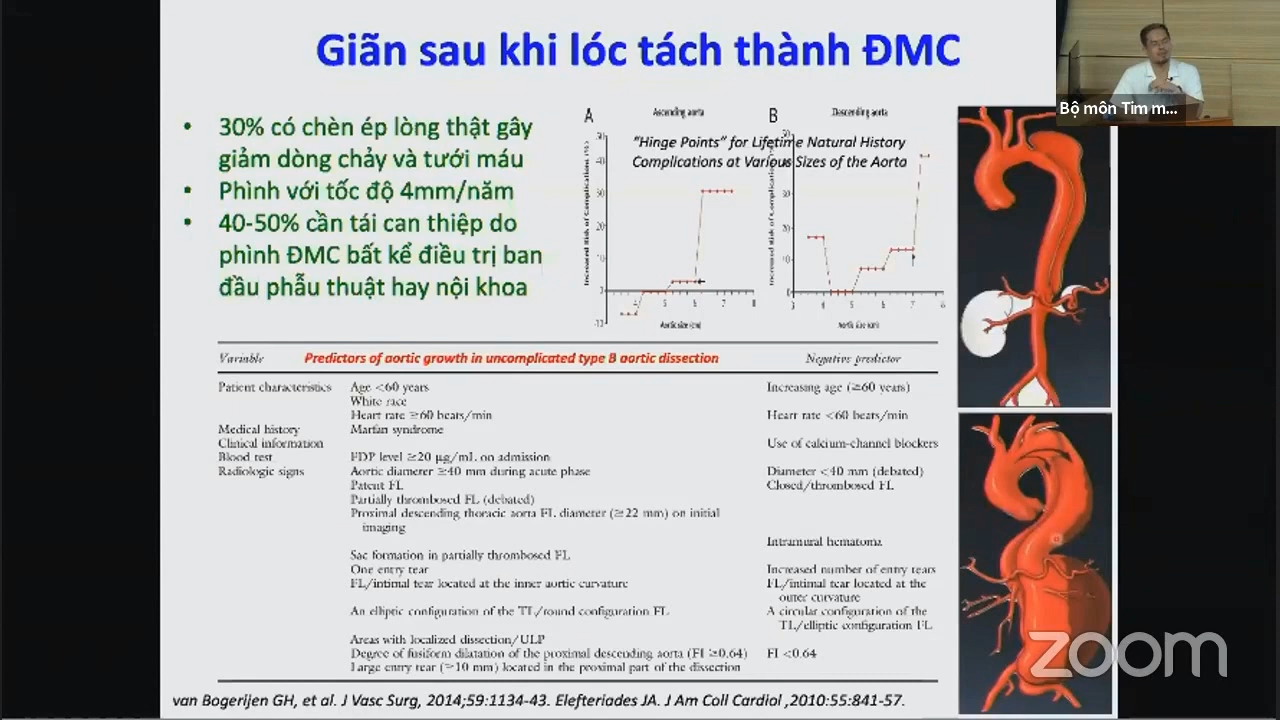 Giãn sau khi lóc tách thành ĐMC
Bộ môn Tim m...
• 30% có chèn ép lòng thật gây
giảm dòng chảy và tưới máu
• Phình với tốc độ 4mm/năm
• 40-50% cần tái can thiệp do
phình ĐMC bất kể điều trị ban
đầu phẫu thuật hay nội khoa
A Ascending aorta B Descending aorta
"Hinge Points" for Lifetime Natural History
Complications at Various Sizes of the Aorta
Increased Risk of Complications (%)
Aortic size (cm) Aortic size (cm)
Variable Predictors of aortic growth in uncomplicated type B aortic dissection Negative predictor
Patient characteristics Age <60 years Increasing age (≥60 years)
White race
Heart rate ≥60 beats/min Heart rate <60 beats/min
Medical history Marfan syndrome
Clinical information Use of calcium-channel blockers
Blood test FDP level ≥20 µg/mL on admission
Radiologic signs Aortic diameter ≥40 mm during acute phase Diameter <40 mm (debated)
Patent FL Closed/thrombosed FL
Partially thrombosed FL (debated)
Proximal descending thoracic aorta FL diameter (≥22 mm) on initial
imaging
Intramural hematoma
Sac formation in partially thrombosed FL
One entry tear Increased number of entry tears
FL/intimal tear located at the inner aortic curvature FL/intimal tear located at the
outer curvature
An elliptic configuration of the TL/round configuration FL A circular configuration of the
TL/elliptic configuration FL
Areas with localized dissection/ULP
Degree of fusiform dilatation of the proximal descending aorta (FI ≥0.64) FI <0.64
Large entry tear (≥10 mm) located in the proximal part of the dissection
zoom
van Bogerijen GH, et al. J Vasc Surg, 2014;59:1134-43. Elefteriades JA. J Am Coll Cardiol ,2010:55:841-57.